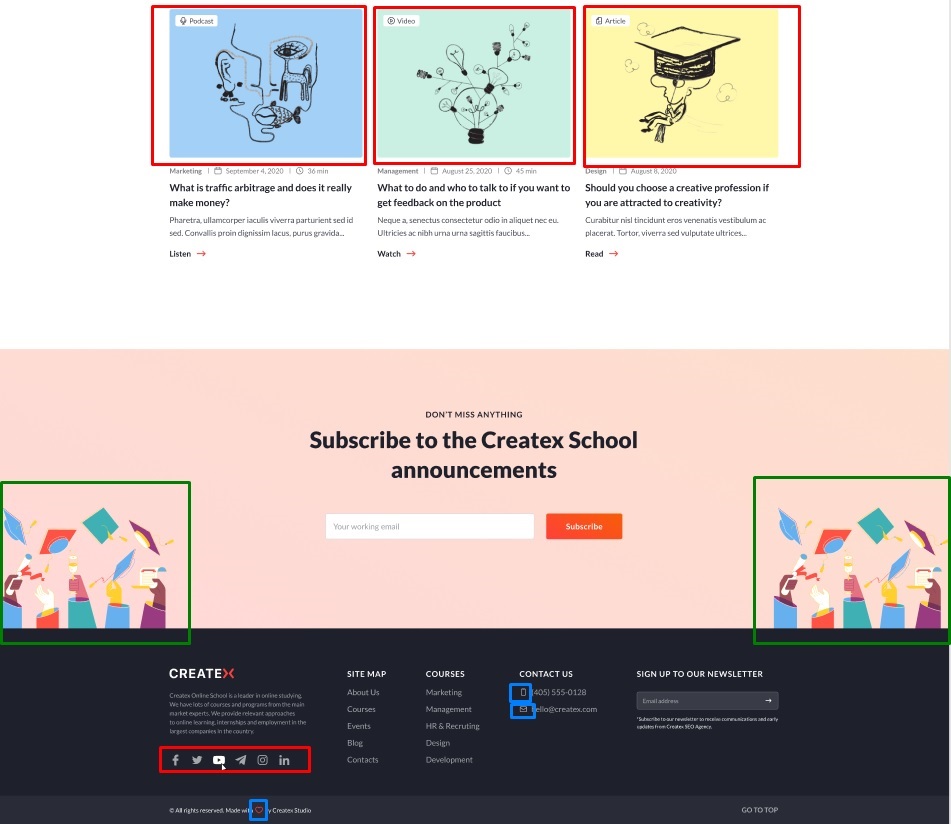 Podcast
Video
Article
Marketing | September 4, 2020 | 36 min
Management | August 25, 2020 | 45 min
Design | August 8, 2020
What is traffic arbitrage and does it really
make money?
What to do and who to talk to if you want to
get feedback on the product
Should you choose a creative profession if
you are attracted to creativity?
Pharetra, ullamcorper iaculis viverra parturient sed id
sed. Convallis proin dignissim lacus, purus gravida...
Neque a, senectus consectetur odio in aliquet nec eu.
Ultricies ac nibh urna urna sagittis faucibus...
Curabitur nisl tincidunt eros venenatis vestibulum ac
placerat. Tortor, viverra sed vulputate ultrices...
Listen →
Watch →
Read →
DON'T MISS ANYTHING
Subscribe to the Createx School
announcements
Your working email
Subscribe
CREATEX
Createx Online School is a leader in online studying.
We have lots of courses and programs from the main
market experts. We provide relevant approaches
to online learning, internships and employment in the
largest companies in the country.
SITE MAP
About Us
Courses
Events
Blog
Contacts
COURSES
Marketing
Management
HR & Recruting
Design
Development
CONTACT US
(405) 555-0128
hello@createx.com
SIGN UP TO OUR NEWSLETTER
Email address →
*Subscribe to our newsletter to receive communications and early
updates from Createx SEO Agency.
© All rights reserved. Made with by Createx Studio
GO TO TOP